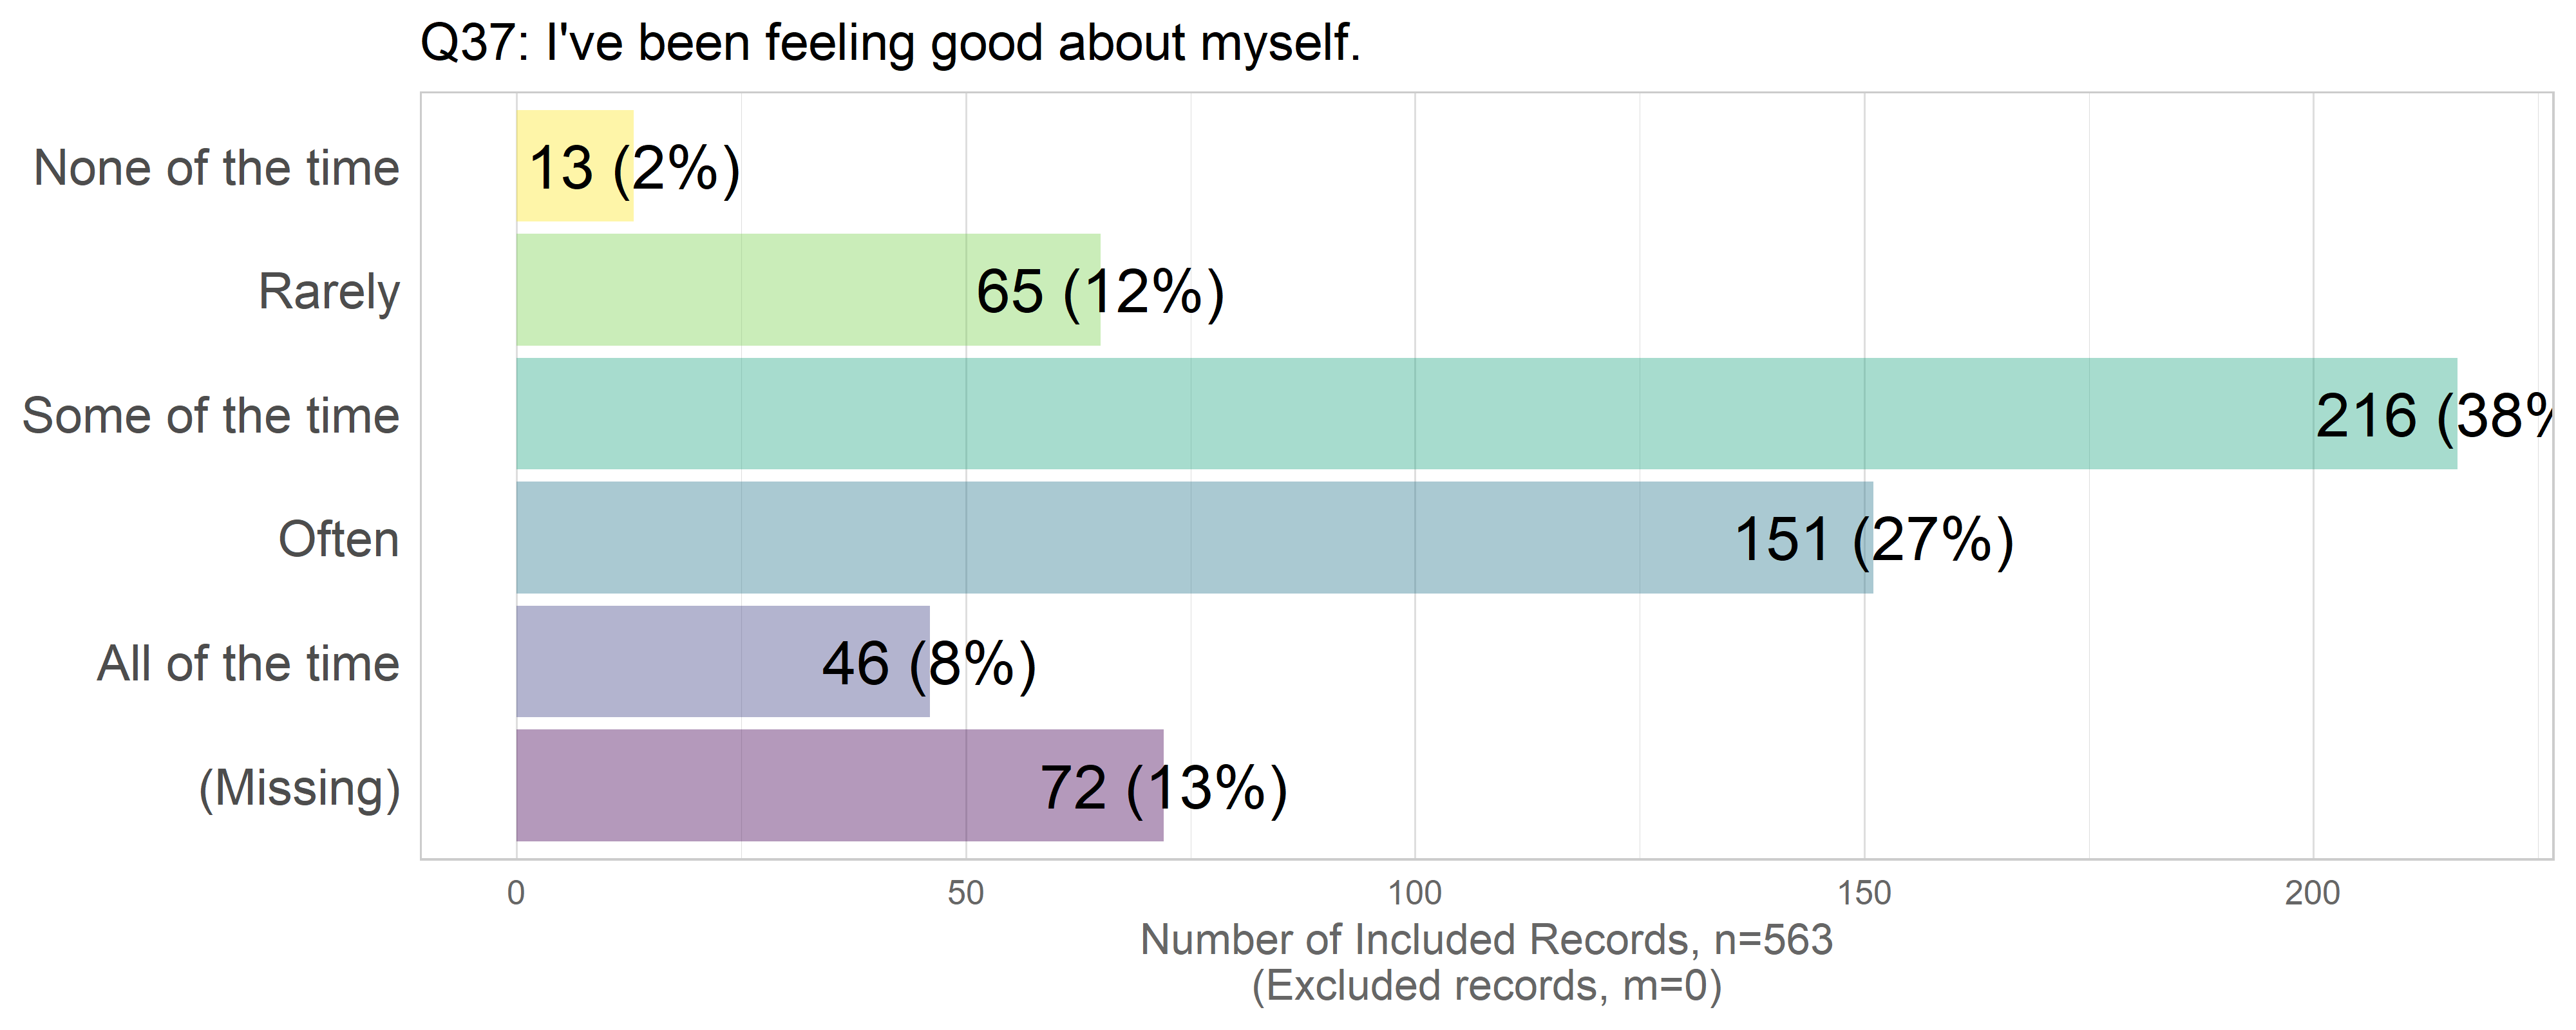 Q37: I've been feeling good about myself.
None of the time
13 (2%)
Rarely
65 (12%)
Some of the time
216 (38%
Often
151 (27%)
All of the time
46 (8%)
(Missing)
72 (13%)
0 50 100 150 200
Number of Included Records, n=563
(Excluded records, m=0)